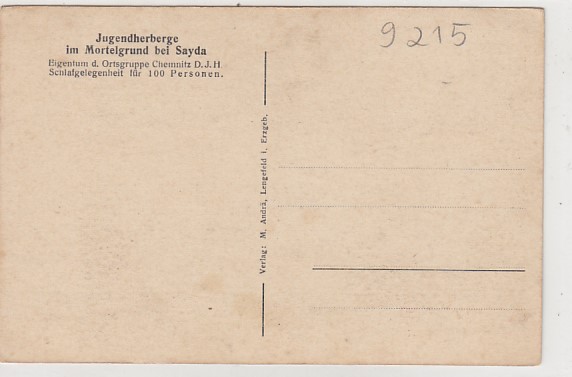 Jugendherberge
im Mortelgrund bei Sayda
Eigentum d. Ortsgruppe Chemnitz D.J.H.
Schlafgelegenheit für 100 Personen.
9215
Verlag: M. Andrä, Lengefeld i. Erzgeb.